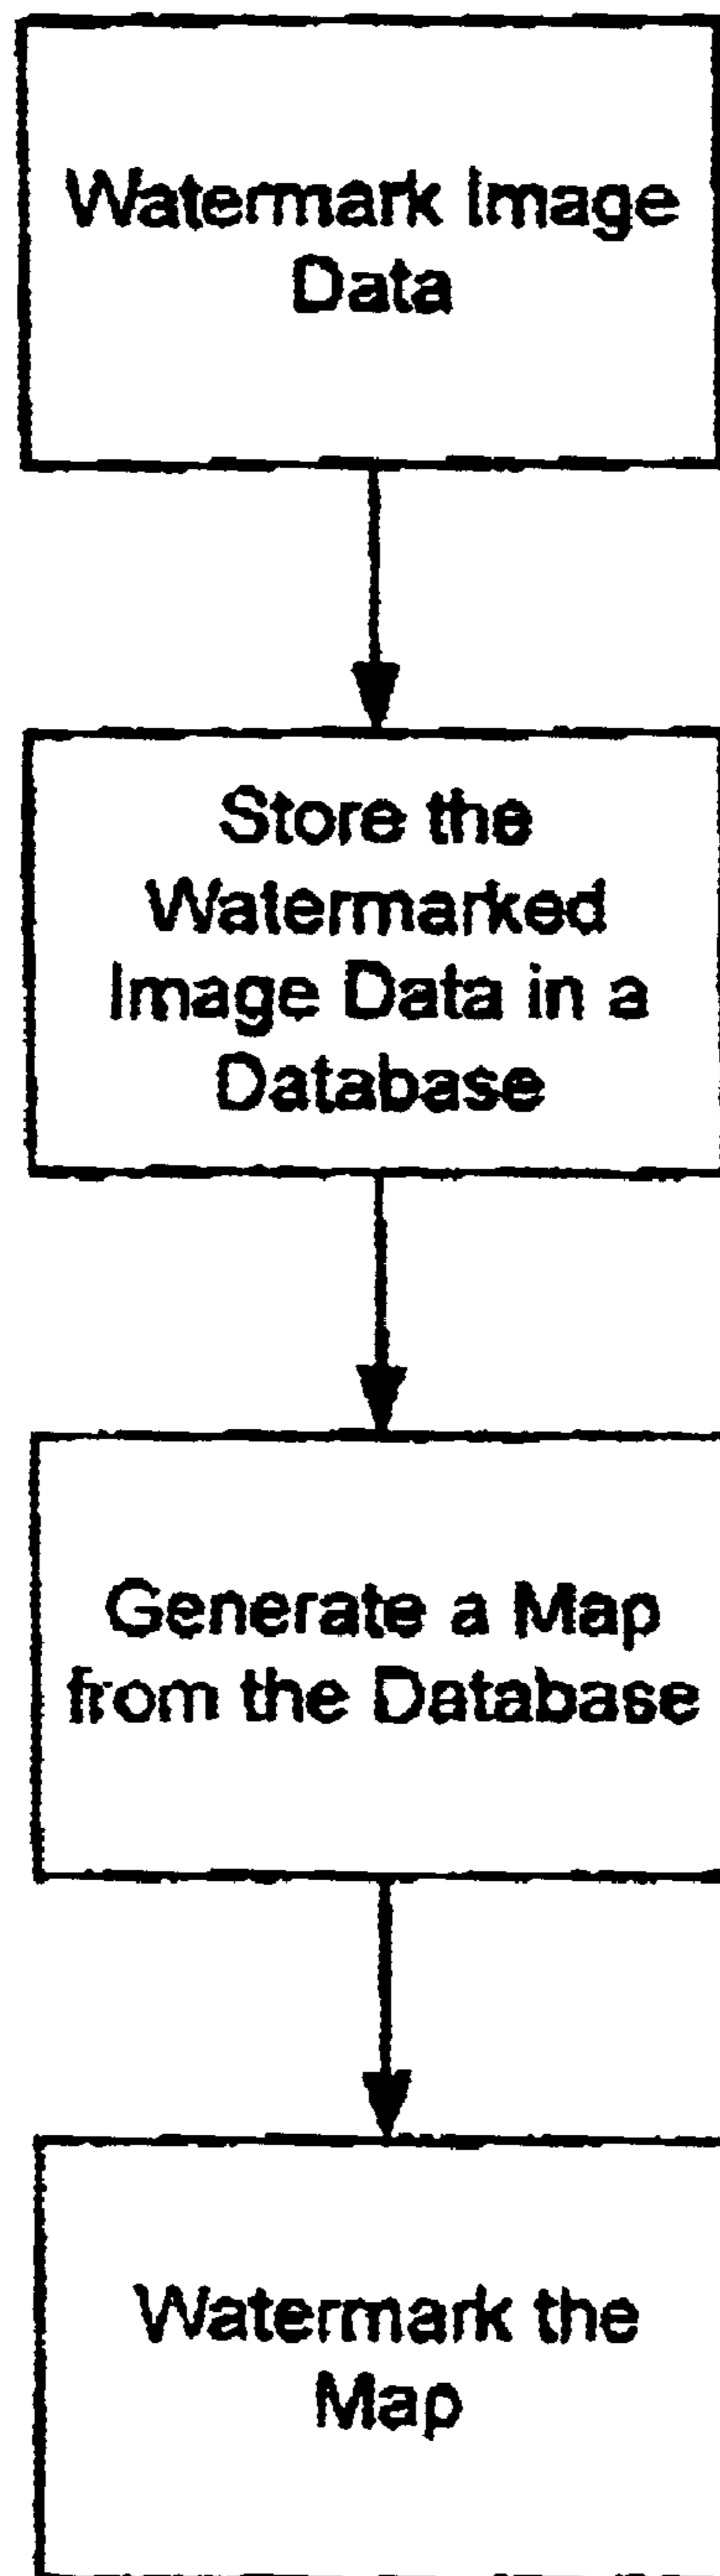 Watermark Image
Data
Store the
Watermarked
Image Data in a
Database
Generate a Map
from the Database
Watermark the
Map